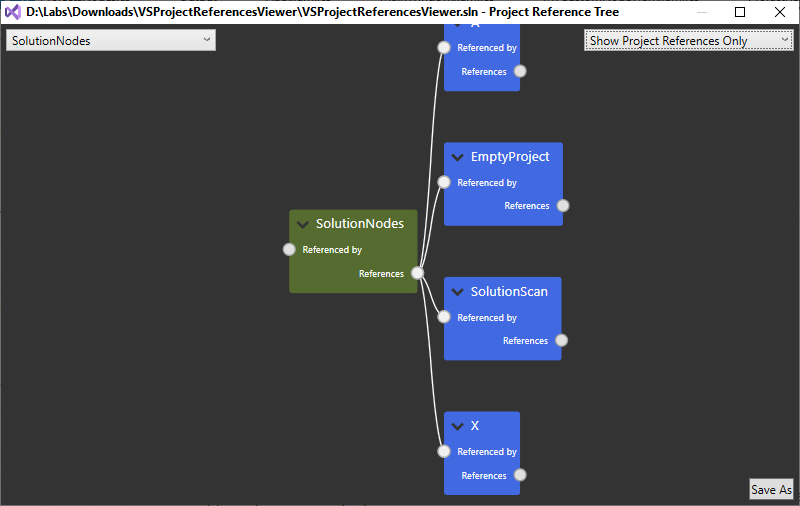 D:\Labs\Downloads\VSProjectReferencesViewer\VSProjectReferencesViewer.sln - Project Reference Tree
SolutionNodes
Show Project References Only
A
Referenced by
References
EmptyProject
Referenced by
References
SolutionNodes
Referenced by
References
SolutionScan
Referenced by
References
X
Referenced by
References
Save As